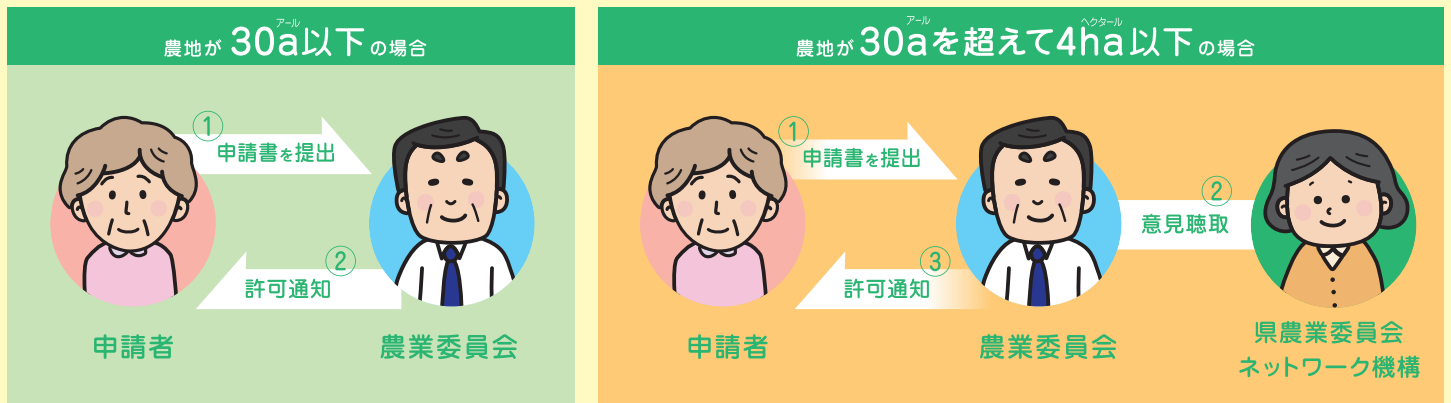 アール
農地が 30a以下の場合
①
申請書を提出
②
許可通知
申請者
農業委員会
アール ヘクタール
農地が 30aを超えて4ha以下の場合
①
申請書を提出
②
意見聴取
③
許可通知
申請者
農業委員会
県農業委員会
ネットワーク機構